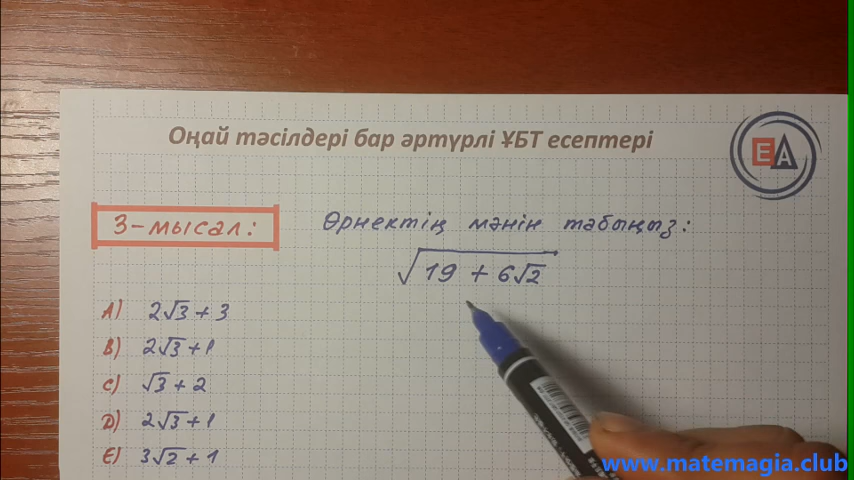 Оңай тәсілдері бар әртүрлі ҰБТ есептері
EA
3-мысал: Өрнектің мәнін табыңыз:
√(19 + 6√2)
A) 2√3 + 3
B) 2√3 + 1
C) √3 + 2
D) 2√3 + 1
E) 3√2 + 1
www.matemagia.club